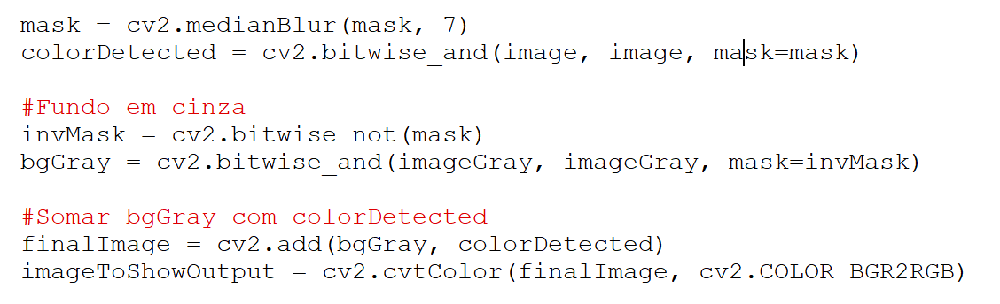 mask = cv2.medianBlur(mask, 7)
colorDetected = cv2.bitwise_and(image, image, mask=mask)
#Fundo em cinza
invMask = cv2.bitwise_not(mask)
bgGray = cv2.bitwise_and(imageGray, imageGray, mask=invMask)
#Somar bgGray com colorDetected
finalImage = cv2.add(bgGray, colorDetected)
imageToShowOutput = cv2.cvtColor(finalImage, cv2.COLOR_BGR2RGB)